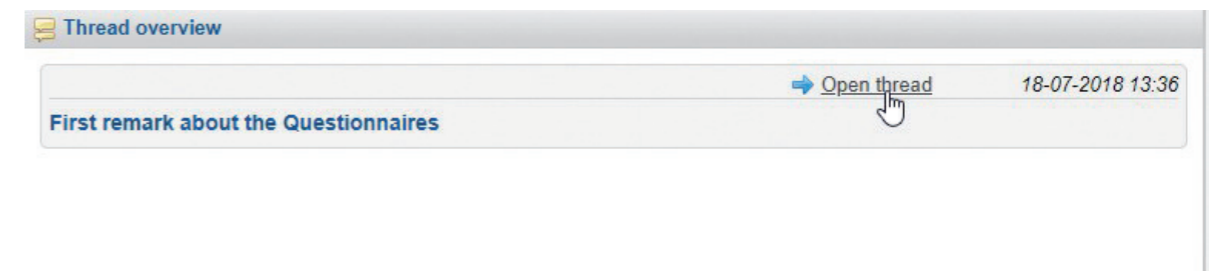 Thread overview
Open thread 18-07-2018 13:36
First remark about the Questionnaires